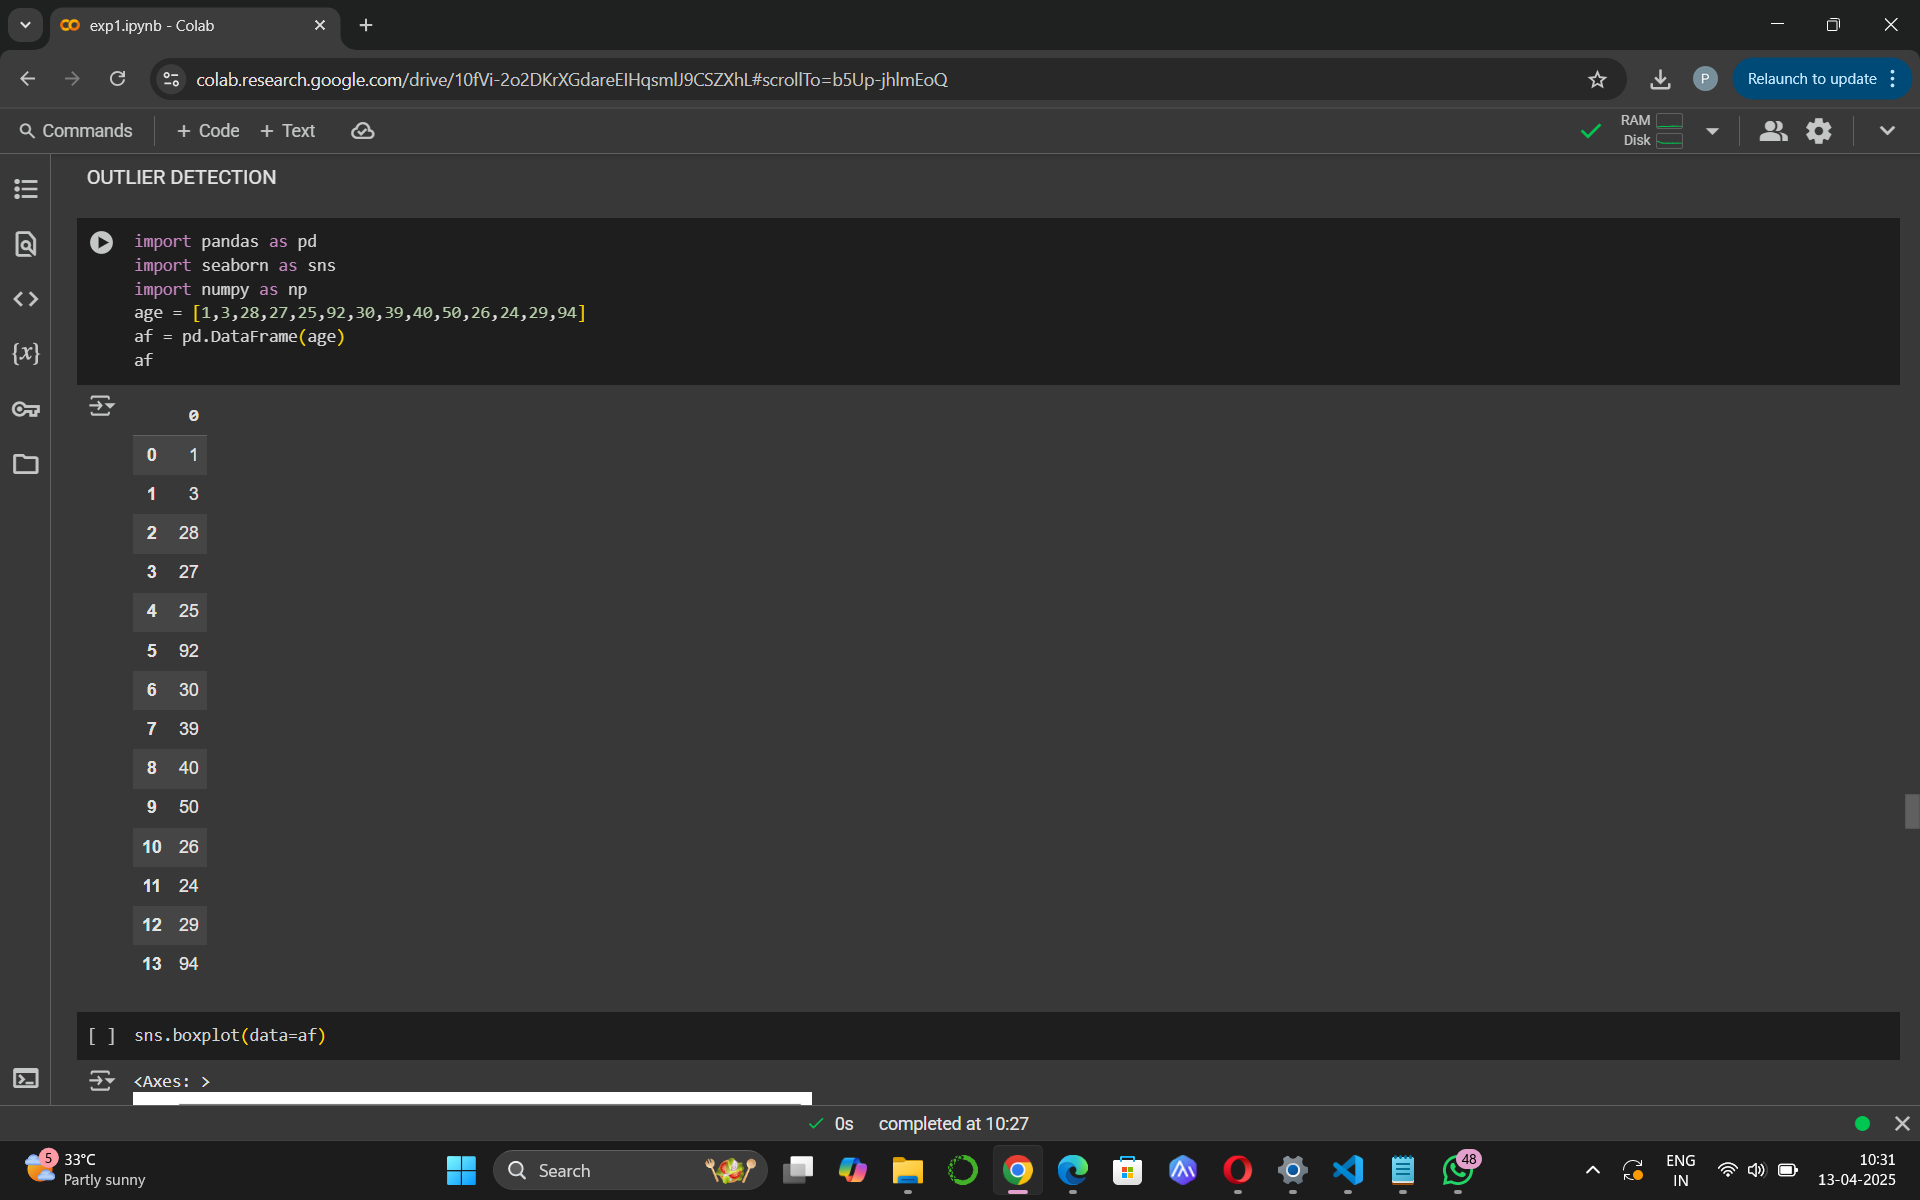 exp1.ipynb - Colab
colab.research.google.com/drive/10fVi-2o2DKrXGdareEIHqsmlJ9CSZXhL#scrollTo=b5Up-jhlmEoQ
P
Relaunch to update
Commands
+ Code
+ Text
RAM
Disk
OUTLIER DETECTION
import pandas as pd
import seaborn as sns
import numpy as np
age = [1,3,28,27,25,92,30,39,40,50,26,24,29,94]
af = pd.DataFrame(age)
af
0
0 1
1 3
2 28
3 27
4 25
5 92
6 30
7 39
8 40
9 50
10 26
11 24
12 29
13 94
[ ] sns.boxplot(data=af)
<Axes: >
0s completed at 10:27
5
33°C
Partly sunny
Search
48
ENG
IN
10:31
13-04-2025